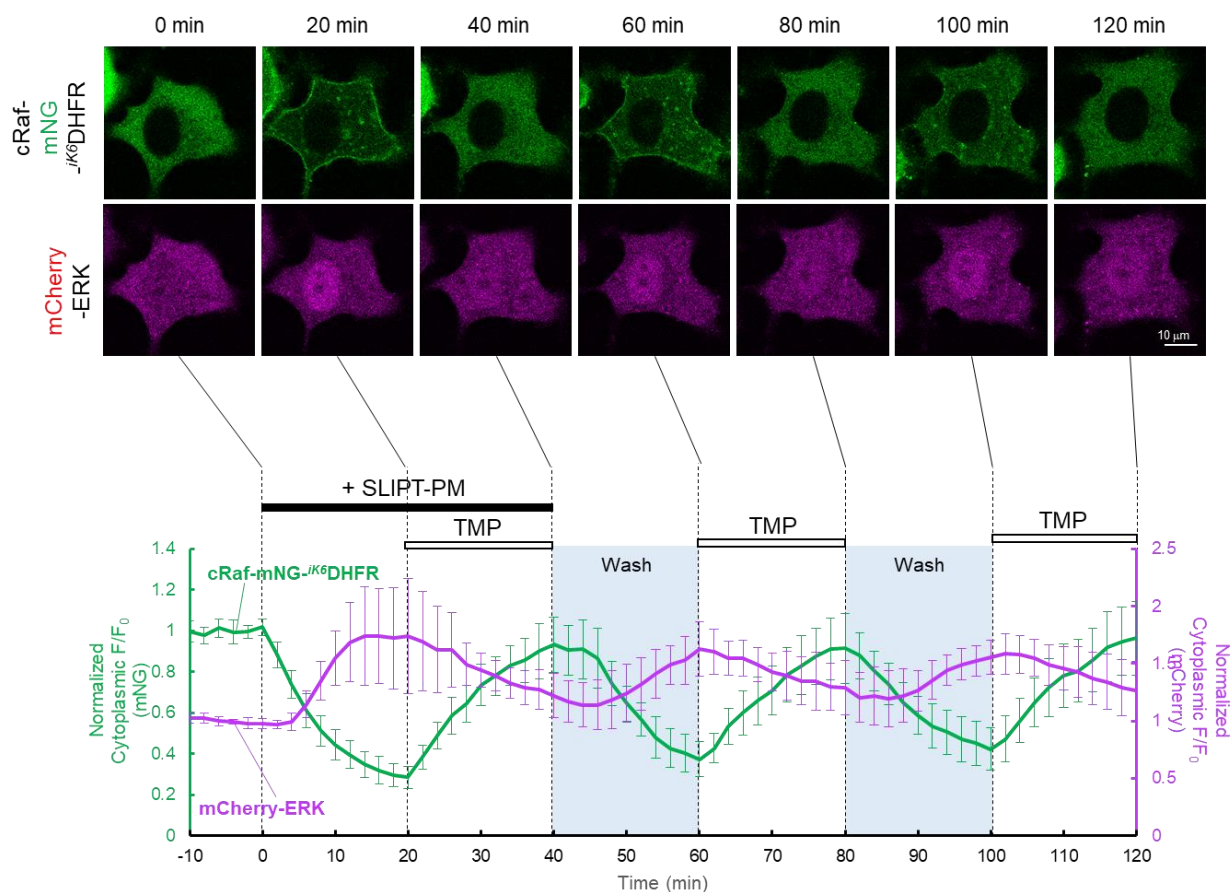 0 min 20 min 40 min 60 min 80 min 100 min 120 min
cRaf-
mNG
-iK6DHFR
mCherry
-ERK
10 μm
+ SLIPT-PM
TMP
TMP
TMP
Wash
Wash
cRaf-mNG-iK6DHFR
mCherry-ERK
Normalized
Cytoplasmic F/F0
(mNG)
1.4
1.2
1
0.8
0.6
0.4
0.2
0
2.5
2
1.5
1
0.5
0
Normalized
Cytoplasmic F/F0
(mCherry)
-10 0 10 20 30 40 50 60 70 80 90 100 110 120
Time (min)